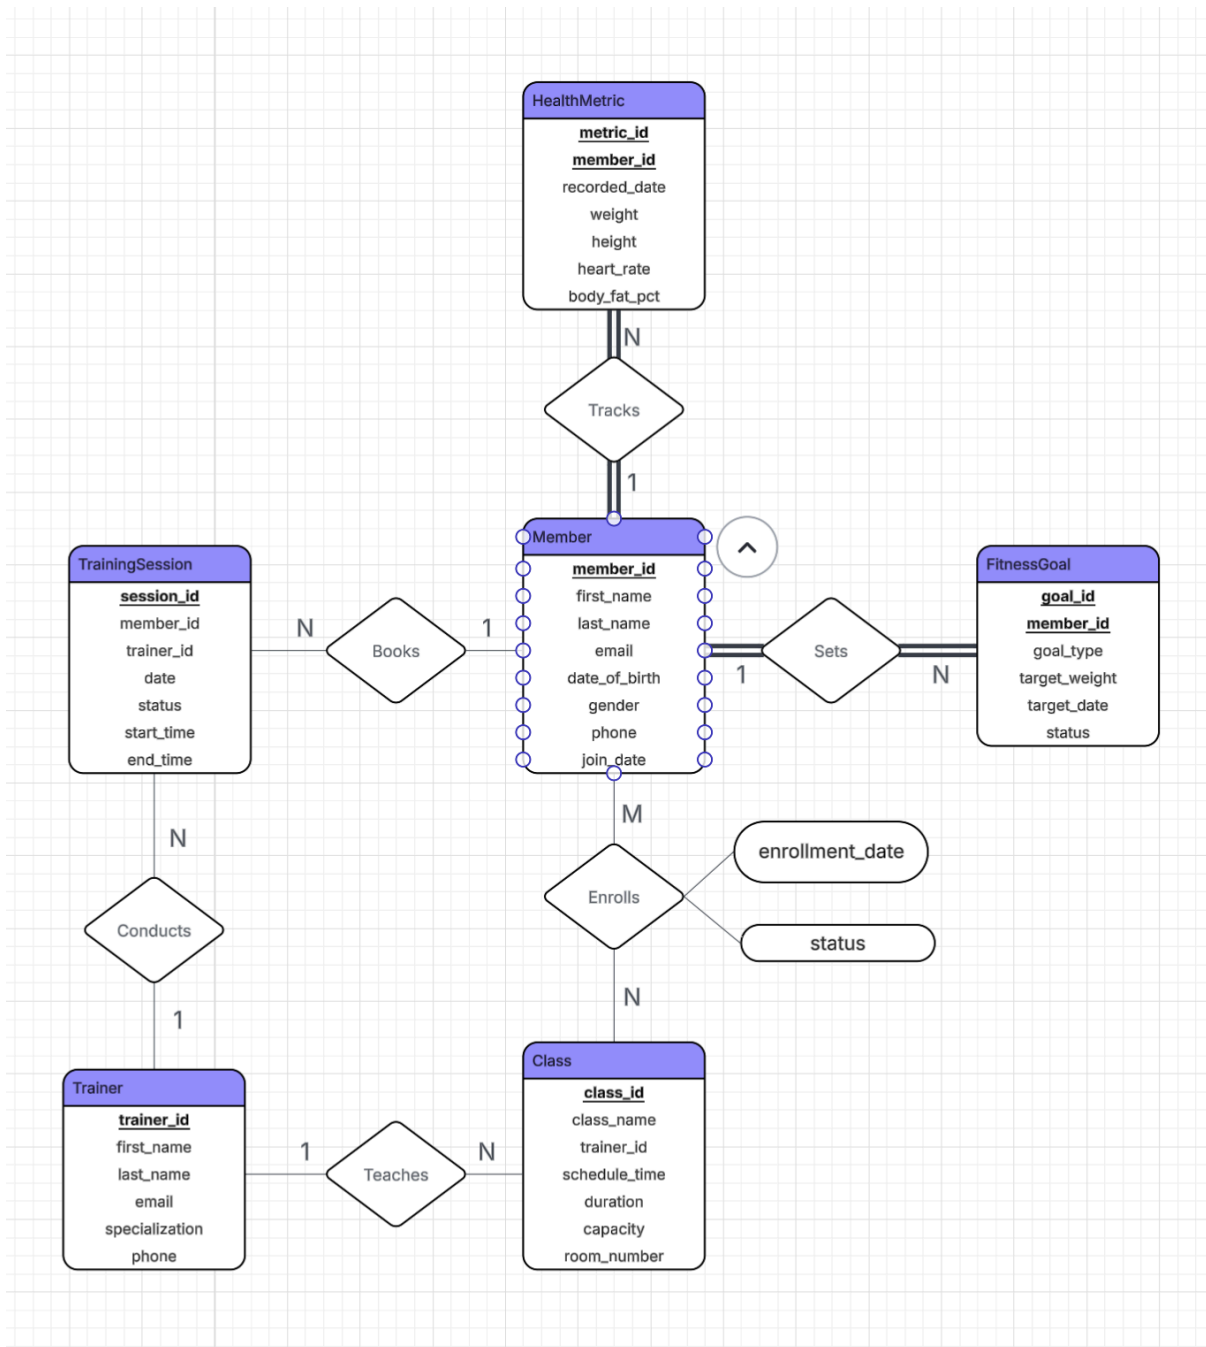 HealthMetric
metric_id
member_id
recorded_date
weight
height
heart_rate
body_fat_pct
N
Tracks
1
TrainingSession
session_id
member_id
trainer_id
date
status
start_time
end_time
N
Books
1
Member
member_id
first_name
last_name
email
date_of_birth
gender
phone
join_date
1
Sets
N
FitnessGoal
goal_id
member_id
goal_type
target_weight
target_date
status
N
Conducts
1
M
Enrolls
enrollment_date
status
N
Trainer
trainer_id
first_name
last_name
email
specialization
phone
1
Teaches
N
Class
class_id
class_name
trainer_id
schedule_time
duration
capacity
room_number